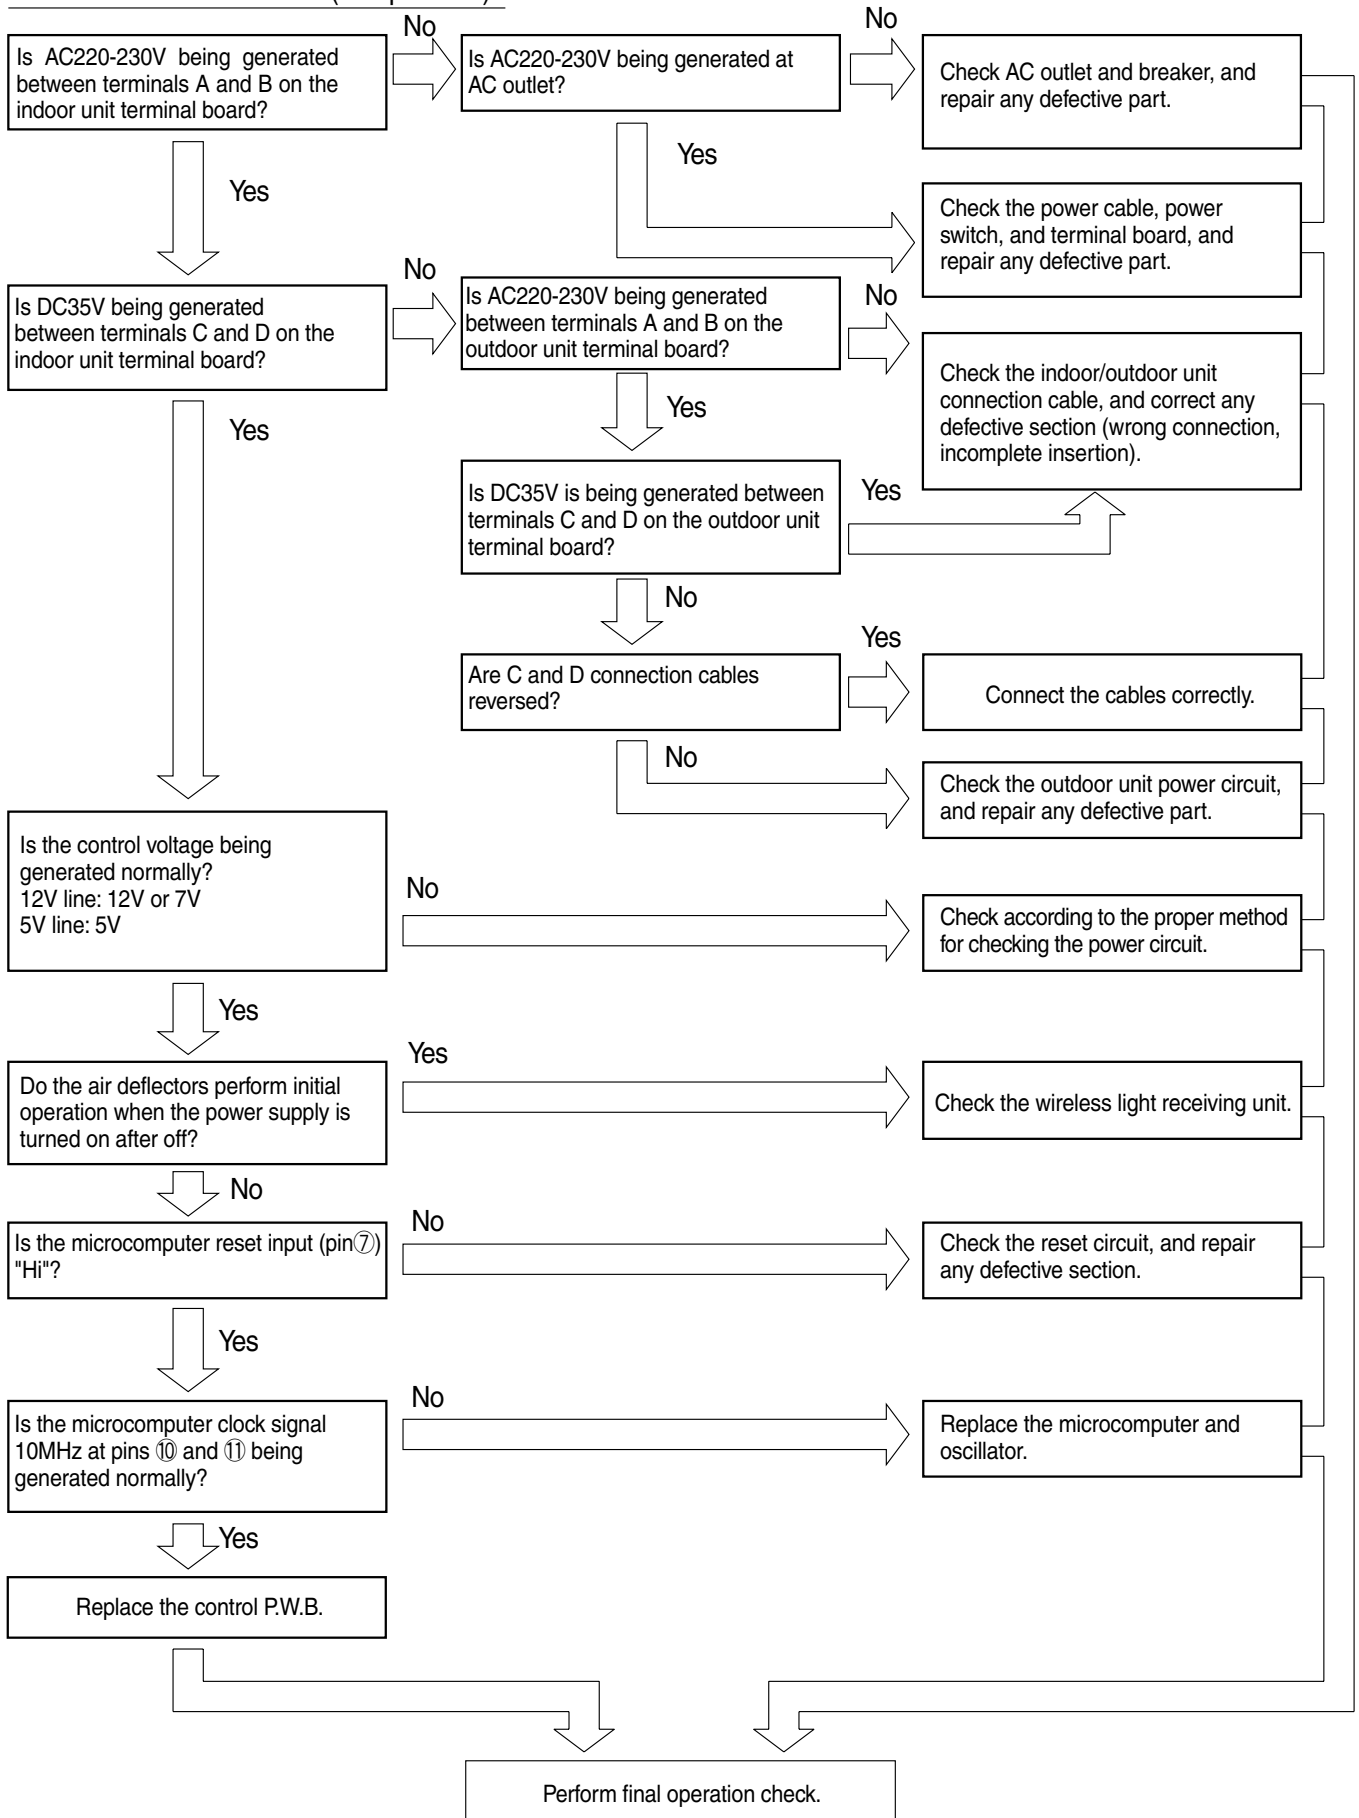 No
No
Is AC220-230V being generated
between terminals A and B on the
indoor unit terminal board?
Is AC220-230V being generated at
AC outlet?
Check AC outlet and breaker, and
repair any defective part.
Yes
Yes
Check the power cable, power
switch, and terminal board, and
repair any defective part.
No
No
Is DC35V being generated
between terminals C and D on the
indoor unit terminal board?
Is AC220-230V being generated
between terminals A and B on the
outdoor unit terminal board?
Check the indoor/outdoor unit
connection cable, and correct any
defective section (wrong connection,
incomplete insertion).
Yes
Yes
Is DC35V is being generated between
terminals C and D on the outdoor unit
terminal board?
Yes
No
Yes
Are C and D connection cables
reversed?
Connect the cables correctly.
No
Check the outdoor unit power circuit,
and repair any defective part.
Is the control voltage being
generated normally?
12V line: 12V or 7V
5V line: 5V
No
Check according to the proper method
for checking the power circuit.
Yes
Yes
Do the air deflectors perform initial
operation when the power supply is
turned on after off?
Check the wireless light receiving unit.
No
No
Is the microcomputer reset input (pin⑦)
"Hi"?
Check the reset circuit, and repair
any defective section.
Yes
No
Is the microcomputer clock signal
10MHz at pins ⑩ and ⑪ being
generated normally?
Replace the microcomputer and
oscillator.
Yes
Replace the control P.W.B.
Perform final operation check.